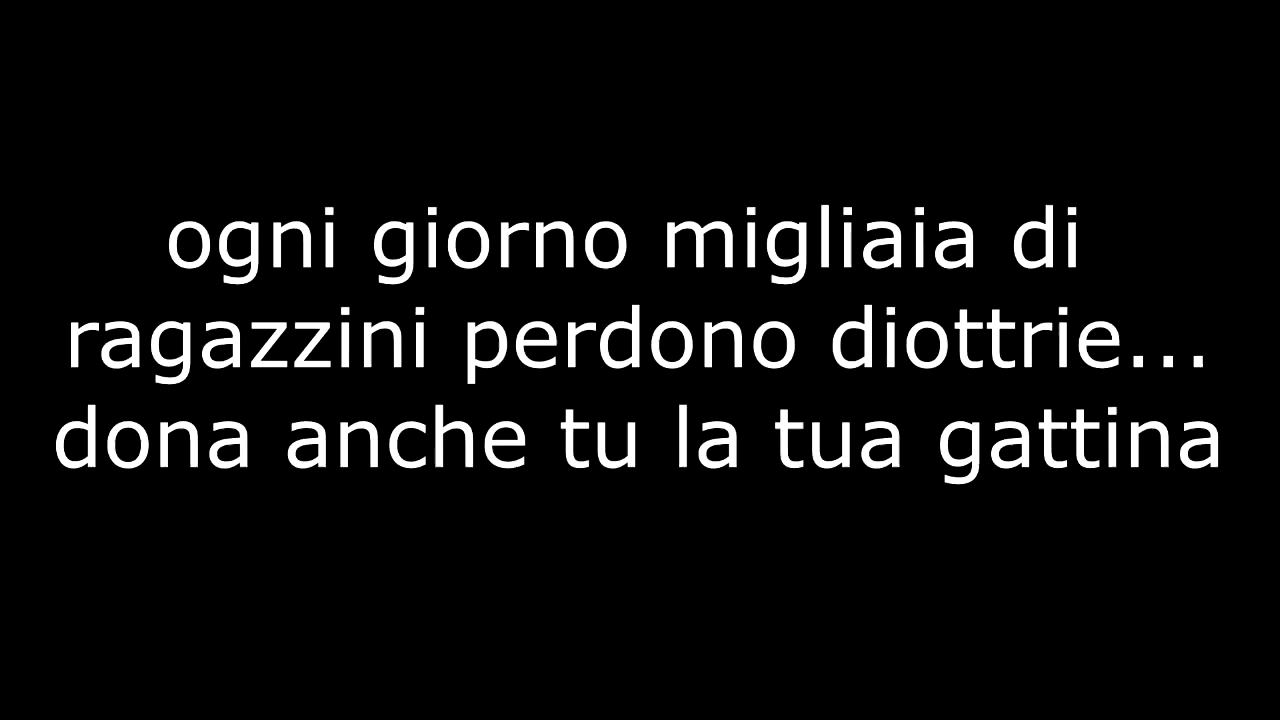 ogni giorno migliaia di
ragazzini perdono diottrie...
dona anche tu la tua gattina